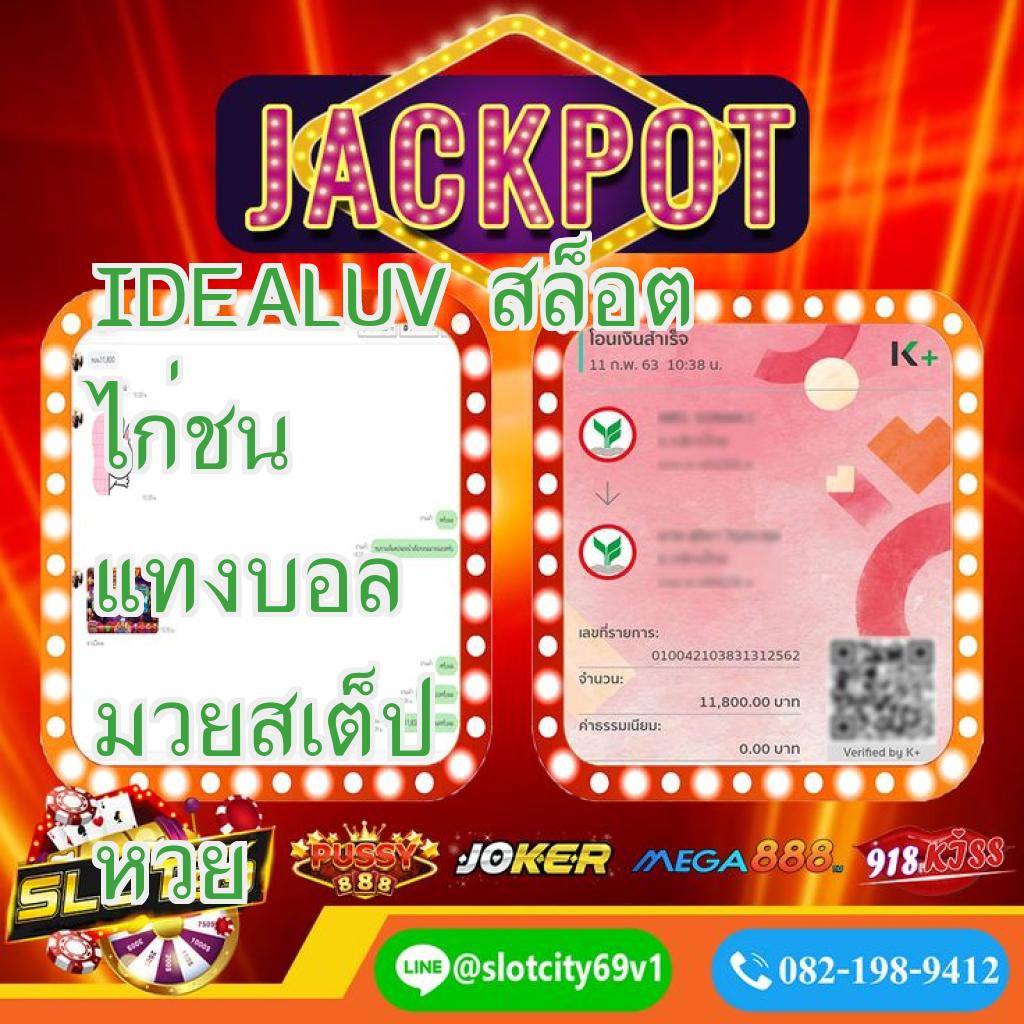 JACKPOT
IDEALUV สล็อต
ไก่ชน
แทงบอล
มวยสเต็ป
หวย
โอนเงินสำเร็จ
11 ก.พ. 63 10:38 น.
K+
เลขที่รายการ:
010042103831312562
จำนวน:
11,800.00 บาท
ค่าธรรมเนียม:
0.00 บาท
Verified by K+
PUSSY 888
JOKER
MEGA888
918KISS
LINE @slotcity69v1
082-198-9412